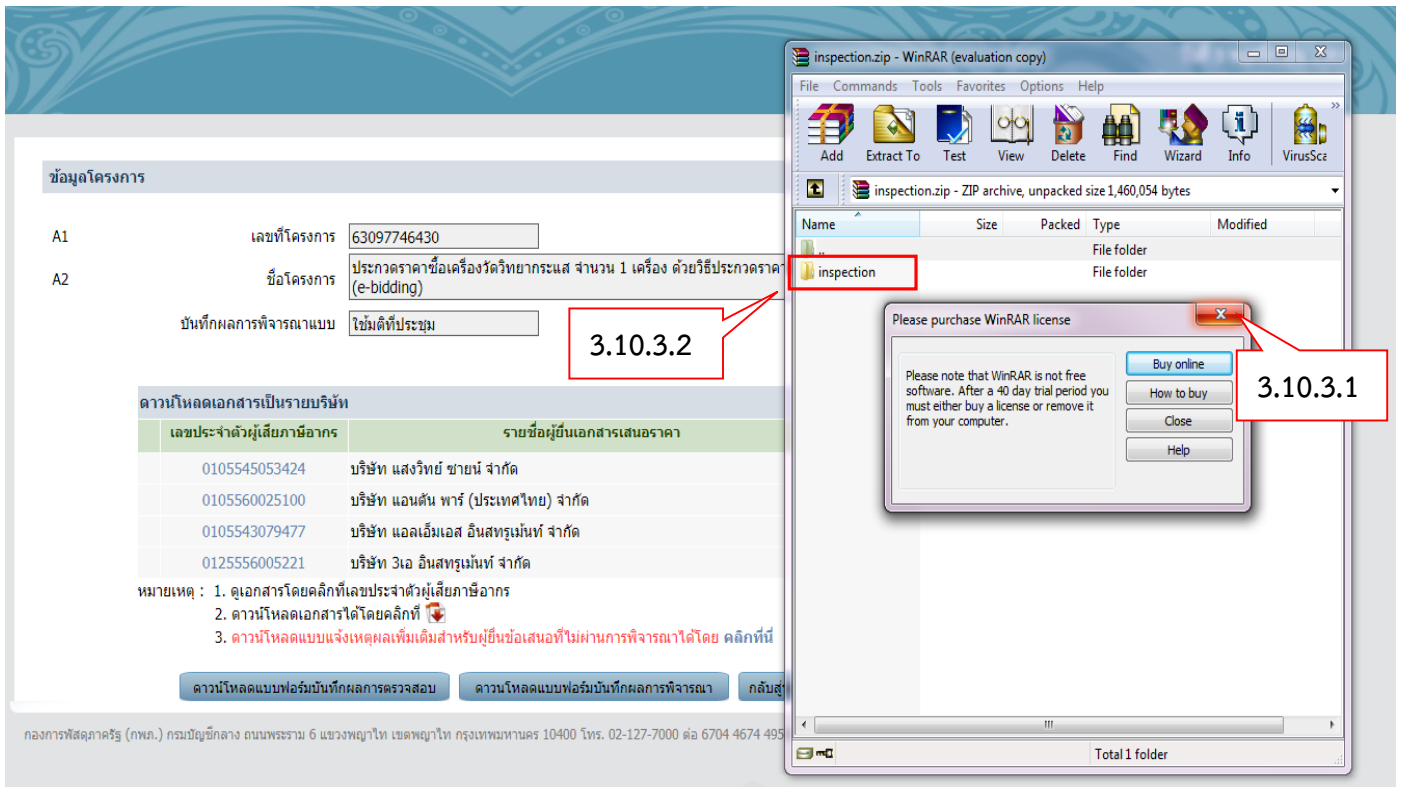 inspection.zip - WinRAR (evaluation copy)
File Commands Tools Favorites Options Help
Add Extract To Test View Delete Find Wizard Info VirusSca
inspection.zip - ZIP archive, unpacked size 1,460,054 bytes
Name Size Packed Type Modified
.. File folder
inspection File folder
Please purchase WinRAR license
Please note that WinRAR is not free
software. After a 40 day trial period you
must either buy a license or remove it
from your computer.
Buy online
How to buy
Close
Help
3.10.3.1
3.10.3.2
Total 1 folder
ข้อมูลโครงการ
A1 เลขที่โครงการ 63097746430
A2 ชื่อโครงการ ประกวดราคาซื้อเครื่องวัดวิทยากระแส จำนวน 1 เครื่อง ด้วยวิธีประกวดราคา
(e-bidding)
บันทึกผลการพิจารณาแบบ ใช้มติที่ประชุม
ดาวน์โหลดเอกสารเป็นรายบริษัท
เลขประจำตัวผู้เสียภาษีอากร รายชื่อผู้ยื่นเอกสารเสนอราคา
0105545053424 บริษัท แสงวิทย์ ซายน์ จำกัด
0105560025100 บริษัท แอนตัน พาร์ (ประเทศไทย) จำกัด
0105543079477 บริษัท แอลเอ็มเอส อินสทรูเม้นท์ จำกัด
0125556005221 บริษัท 3เอ อินสทรูเม้นท์ จำกัด
หมายเหตุ : 1. ดูเอกสารโดยคลิกที่เลขประจำตัวผู้เสียภาษีอากร
2. ดาวน์โหลดเอกสารได้โดยคลิกที่
3. ดาวน์โหลดแบบแจ้งเหตุผลเพิ่มเติมสำหรับผู้ยื่นข้อเสนอที่ไม่ผ่านการพิจารณาได้โดย คลิกที่นี่
ดาวน์โหลดแบบฟอร์มบันทึกผลการตรวจสอบ ดาวน์โหลดแบบฟอร์มบันทึกผลการพิจารณา กลับสู่
กองการพัสดุภาครัฐ (กพภ.) กรมบัญชีกลาง ถนนพระราม 6 แขวงพญาไท เขตพญาไท กรุงเทพมหานคร 10400 โทร. 02-127-7000 ต่อ 6704 4674 495